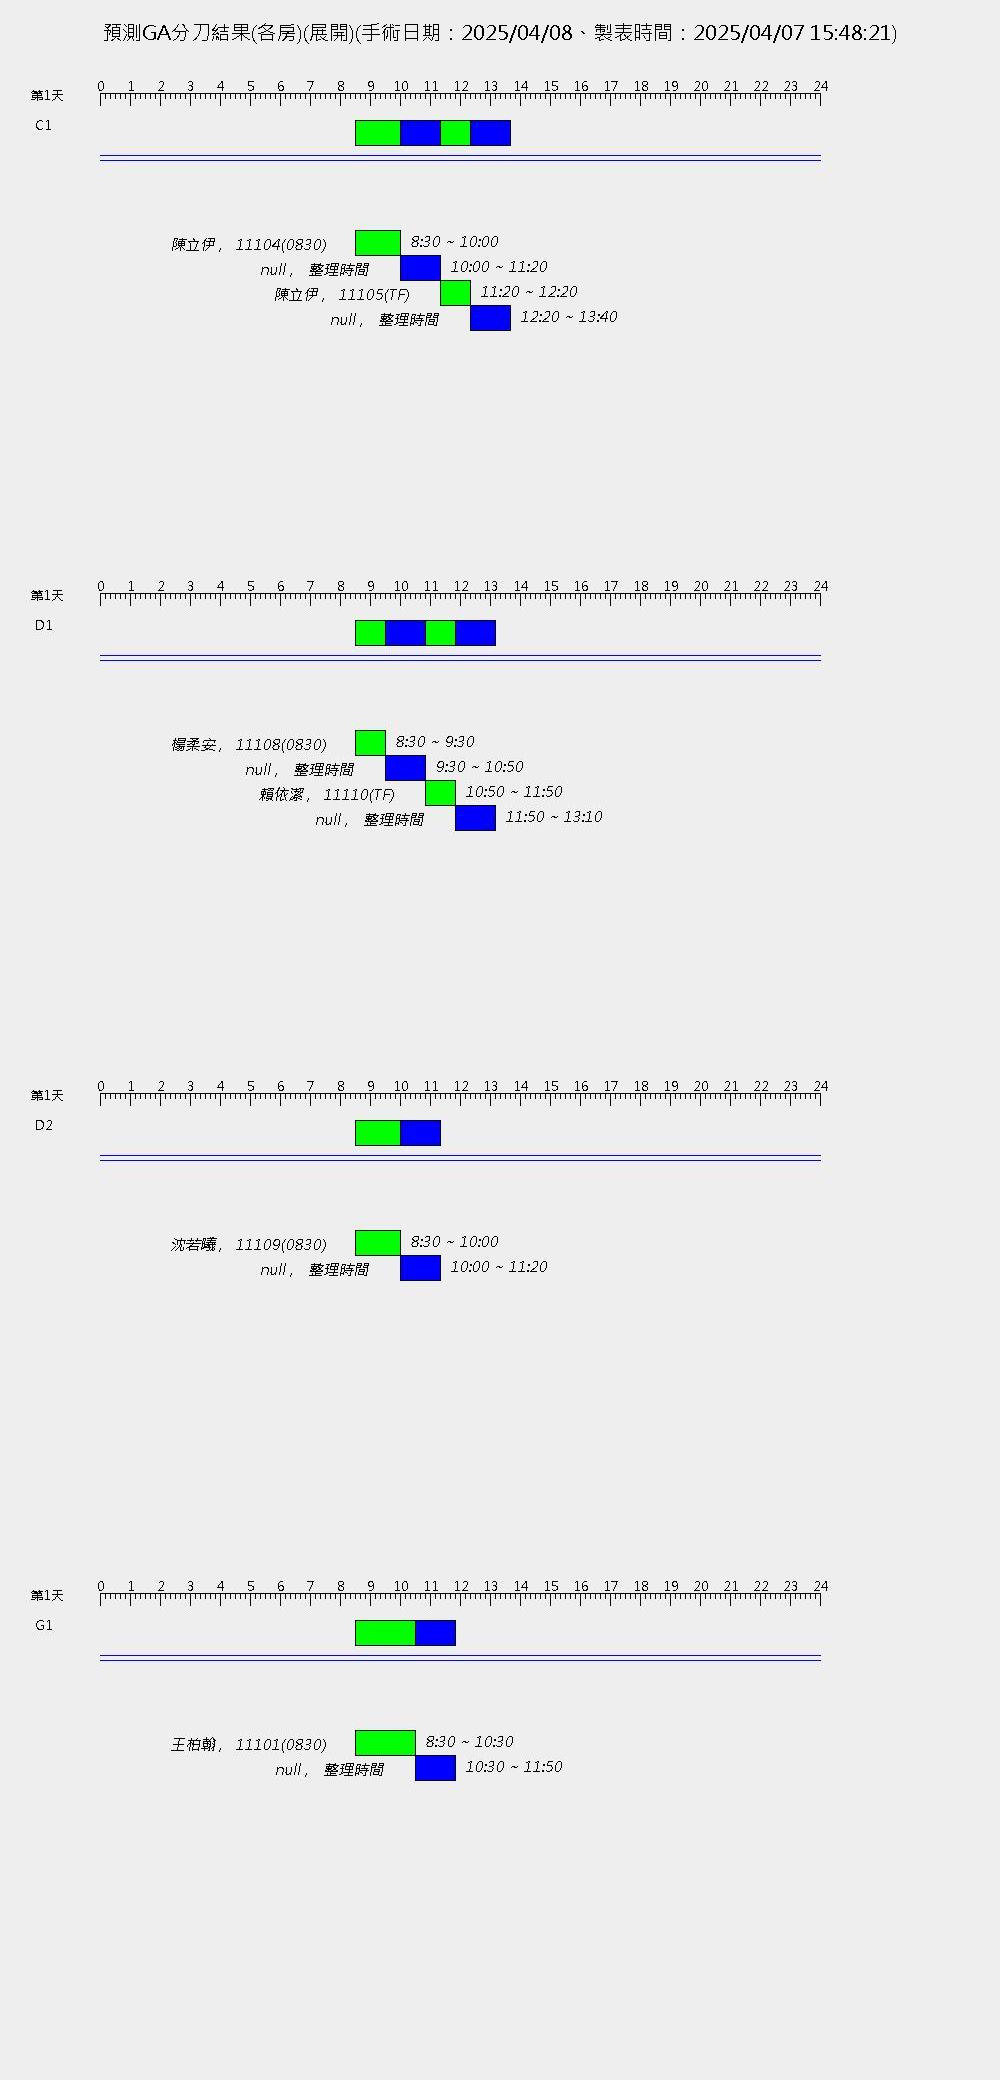 預測GA分刀結果(各房)(展開)(手術日期：2025/04/08、製表時間：2025/04/07 15:48:21)
第1天 0 1 2 3 4 5 6 7 8 9 10 11 12 13 14 15 16 17 18 19 20 21 22 23 24
C1
陳立伊， 11104(0830) 8:30 ~ 10:00
null， 整理時間 10:00 ~ 11:20
陳立伊， 11105(TF) 11:20 ~ 12:20
null， 整理時間 12:20 ~ 13:40
第1天 0 1 2 3 4 5 6 7 8 9 10 11 12 13 14 15 16 17 18 19 20 21 22 23 24
D1
楊柔安， 11108(0830) 8:30 ~ 9:30
null， 整理時間 9:30 ~ 10:50
賴依潔， 11110(TF) 10:50 ~ 11:50
null， 整理時間 11:50 ~ 13:10
第1天 0 1 2 3 4 5 6 7 8 9 10 11 12 13 14 15 16 17 18 19 20 21 22 23 24
D2
沈若曦， 11109(0830) 8:30 ~ 10:00
null， 整理時間 10:00 ~ 11:20
第1天 0 1 2 3 4 5 6 7 8 9 10 11 12 13 14 15 16 17 18 19 20 21 22 23 24
G1
王柏翰， 11101(0830) 8:30 ~ 10:30
null， 整理時間 10:30 ~ 11:50